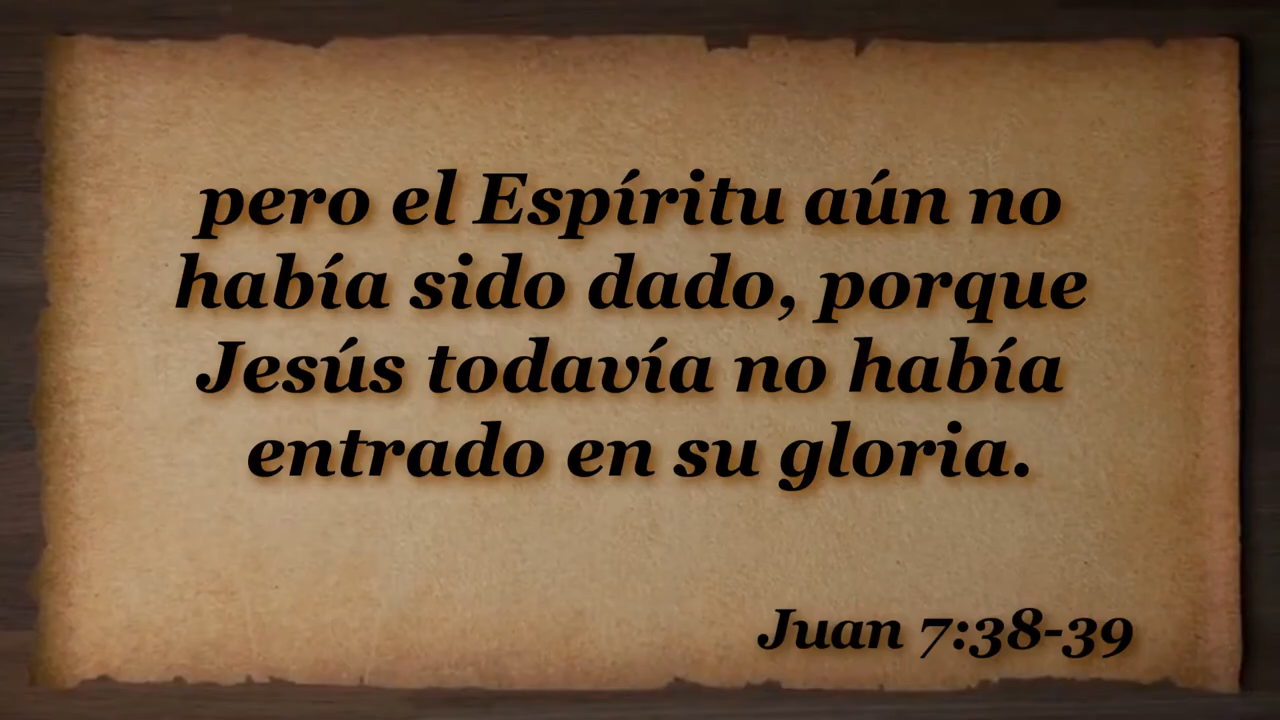 pero el Espíritu aún no
había sido dado, porque
Jesús todavía no había
entrado en su gloria.
Juan 7:38-39